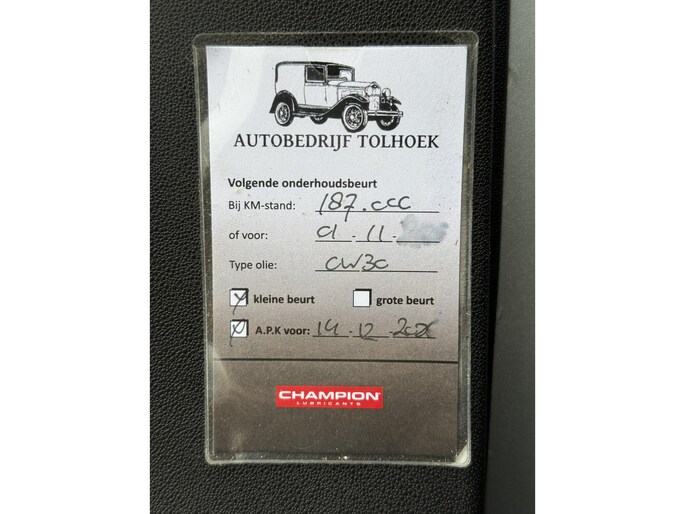 AUTOBEDRIJF TOLHOEK
Volgende onderhoudsbeurt
Bij KM-stand: 187.000
of voor: 01-11-
Type olie: 0W30
kleine beurt grote beurt
A.P.K voor: 14-12-
CHAMPION
LUBRICANTS